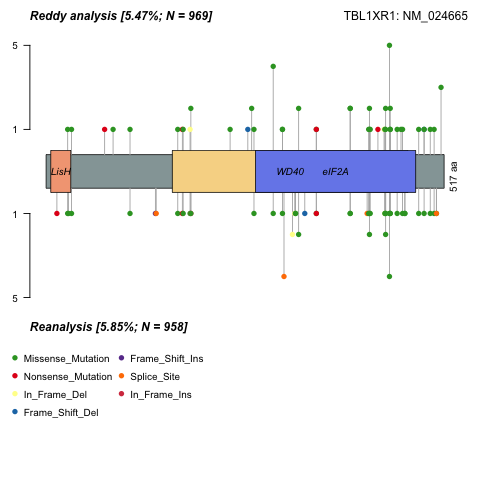 Reddy analysis [5.47%; N = 969]
TBL1XR1: NM_024665
5
1
LisH
WD40
eIF2A
517 aa
1
5
Reanalysis [5.85%; N = 958]
Missense_Mutation
Frame_Shift_Ins
Nonsense_Mutation
Splice_Site
In_Frame_Del
In_Frame_Ins
Frame_Shift_Del